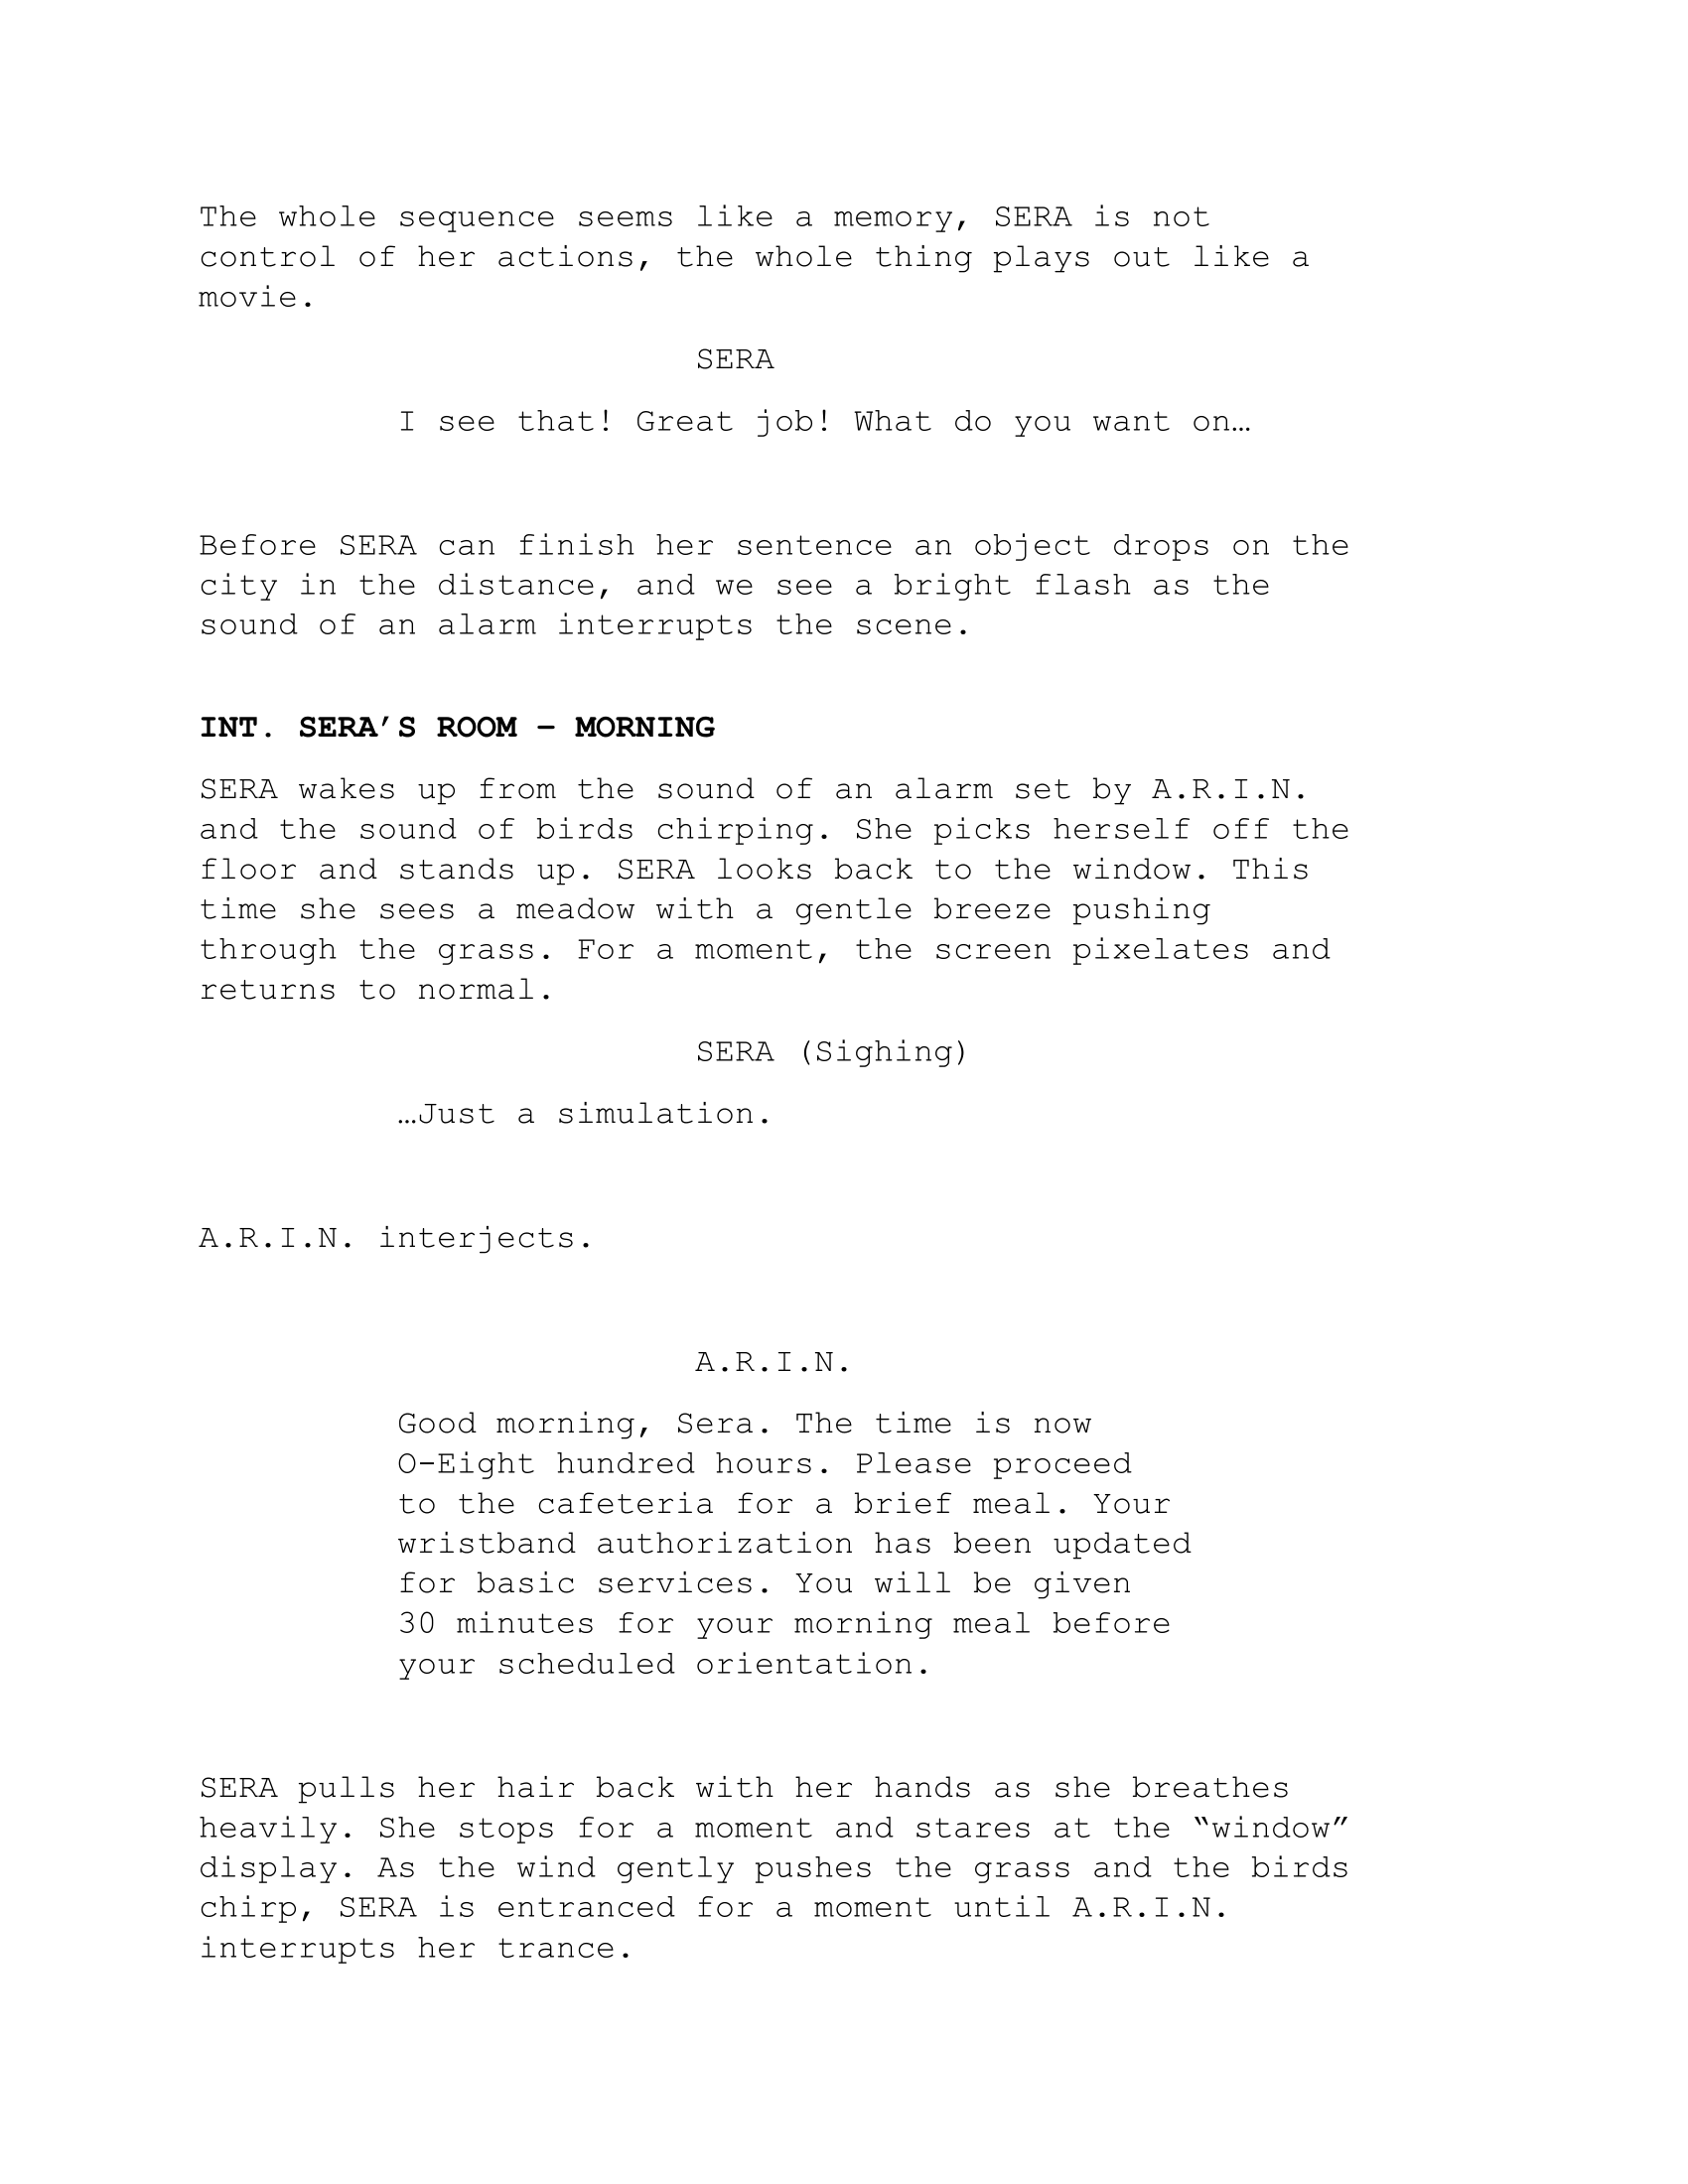 The whole sequence seems like a memory, SERA is not
control of her actions, the whole thing plays out like a
movie.
SERA
I see that! Great job! What do you want on…
Before SERA can finish her sentence an object drops on the
city in the distance, and we see a bright flash as the
sound of an alarm interrupts the scene.
INT. SERA’S ROOM – MORNING
SERA wakes up from the sound of an alarm set by A.R.I.N.
and the sound of birds chirping. She picks herself off the
floor and stands up. SERA looks back to the window. This
time she sees a meadow with a gentle breeze pushing
through the grass. For a moment, the screen pixelates and
returns to normal.
SERA (Sighing)
…Just a simulation.
A.R.I.N. interjects.
A.R.I.N.
Good morning, Sera. The time is now
O-Eight hundred hours. Please proceed
to the cafeteria for a brief meal. Your
wristband authorization has been updated
for basic services. You will be given
30 minutes for your morning meal before
your scheduled orientation.
SERA pulls her hair back with her hands as she breathes
heavily. She stops for a moment and stares at the “window”
display. As the wind gently pushes the grass and the birds
chirp, SERA is entranced for a moment until A.R.I.N.
interrupts her trance.